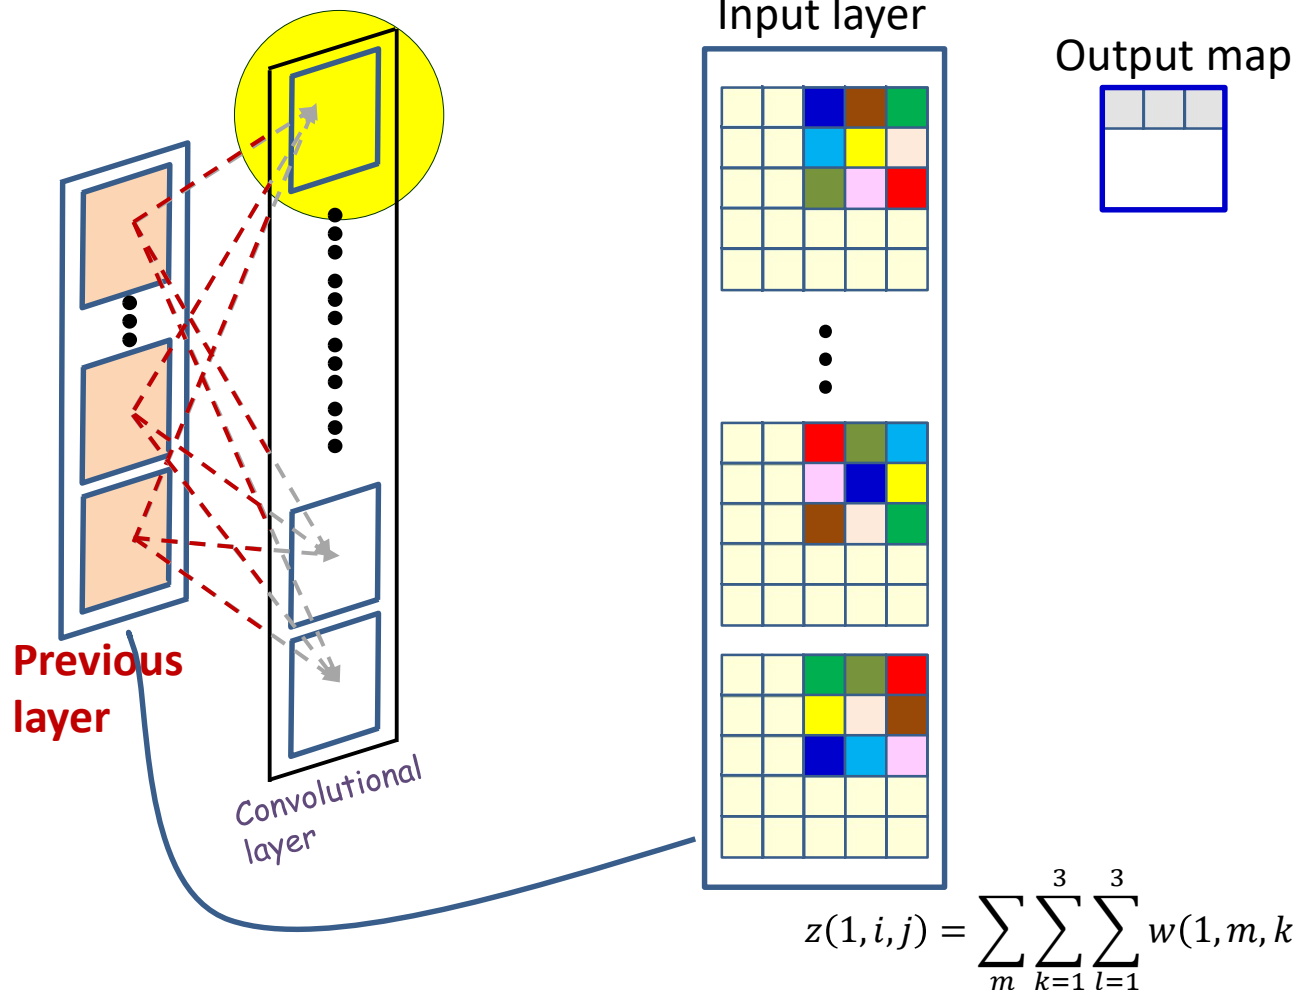 Input layer
Output map
Previous
layer
Convolutional
layer
z(1, i, j) = ∑_m ∑_{k=1}^{3} ∑_{l=1}^{3} w(1, m, k